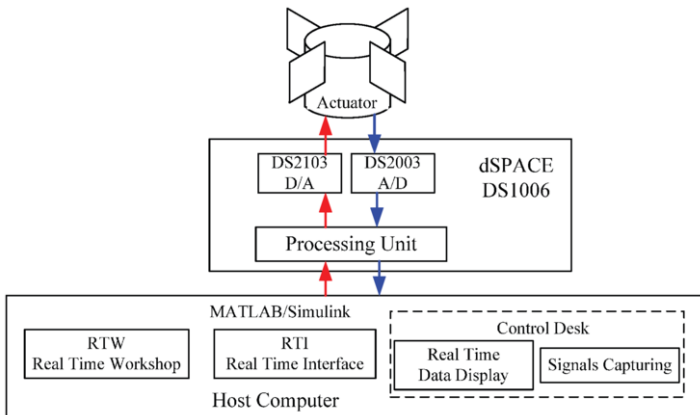 Actuator
DS2103
D/A
DS2003
A/D
dSPACE
DS1006
Processing Unit
MATLAB/Simulink
RTW
Real Time Workshop
RTI
Real Time Interface
Control Desk
Real Time
Data Display
Signals Capturing
Host Computer